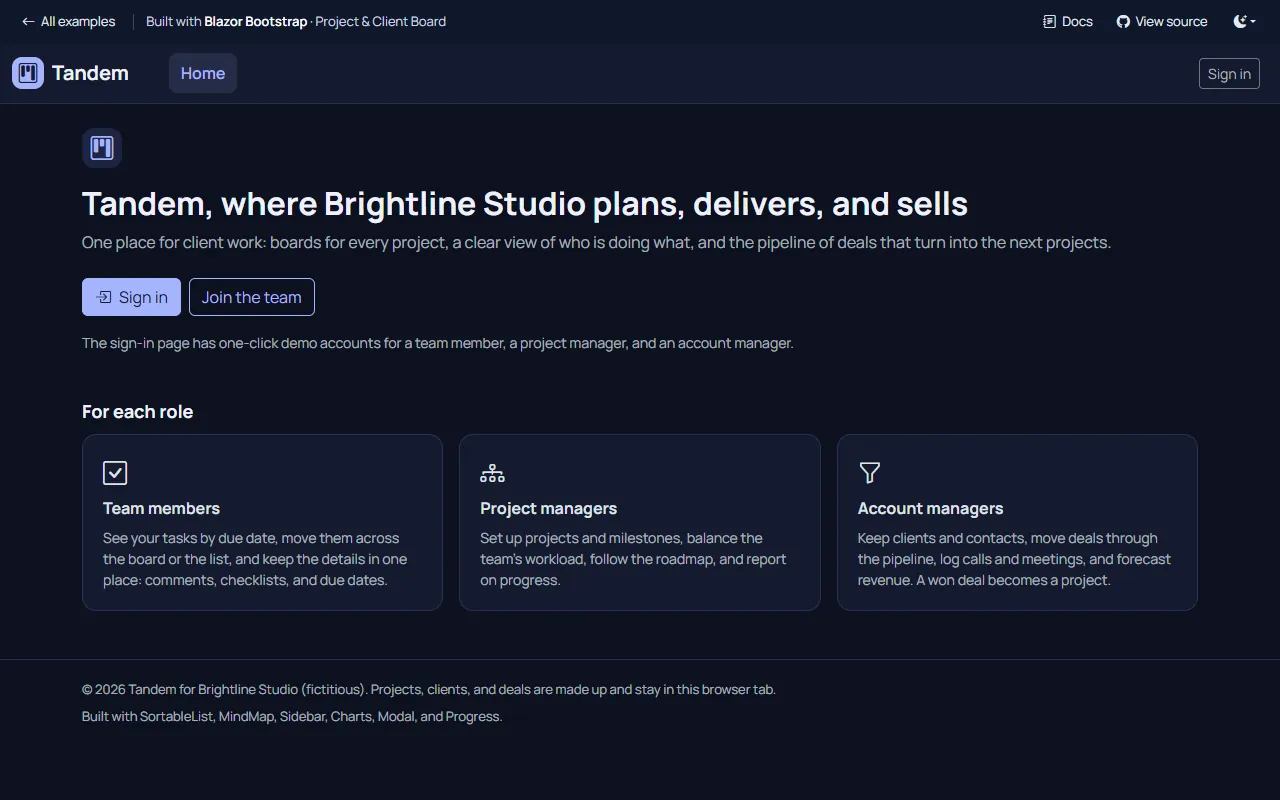 All examples
Built with Blazor Bootstrap · Project & Client Board
Docs
View source
Tandem
Home
Sign in
Tandem, where Brightline Studio plans, delivers, and sells
One place for client work: boards for every project, a clear view of who is doing what, and the pipeline of deals that turn into the next projects.
Sign in
Join the team
The sign-in page has one-click demo accounts for a team member, a project manager, and an account manager.
For each role
Team members
See your tasks by due date, move them across
the board or the list, and keep the details in one
place: comments, checklists, and due dates.
Project managers
Set up projects and milestones, balance the
team's workload, follow the roadmap, and report
on progress.
Account managers
Keep clients and contacts, move deals through
the pipeline, log calls and meetings, and forecast
revenue. A won deal becomes a project.
© 2026 Tandem for Brightline Studio (fictitious). Projects, clients, and deals are made up and stay in this browser tab.
Built with SortableList, MindMap, Sidebar, Charts, Modal, and Progress.